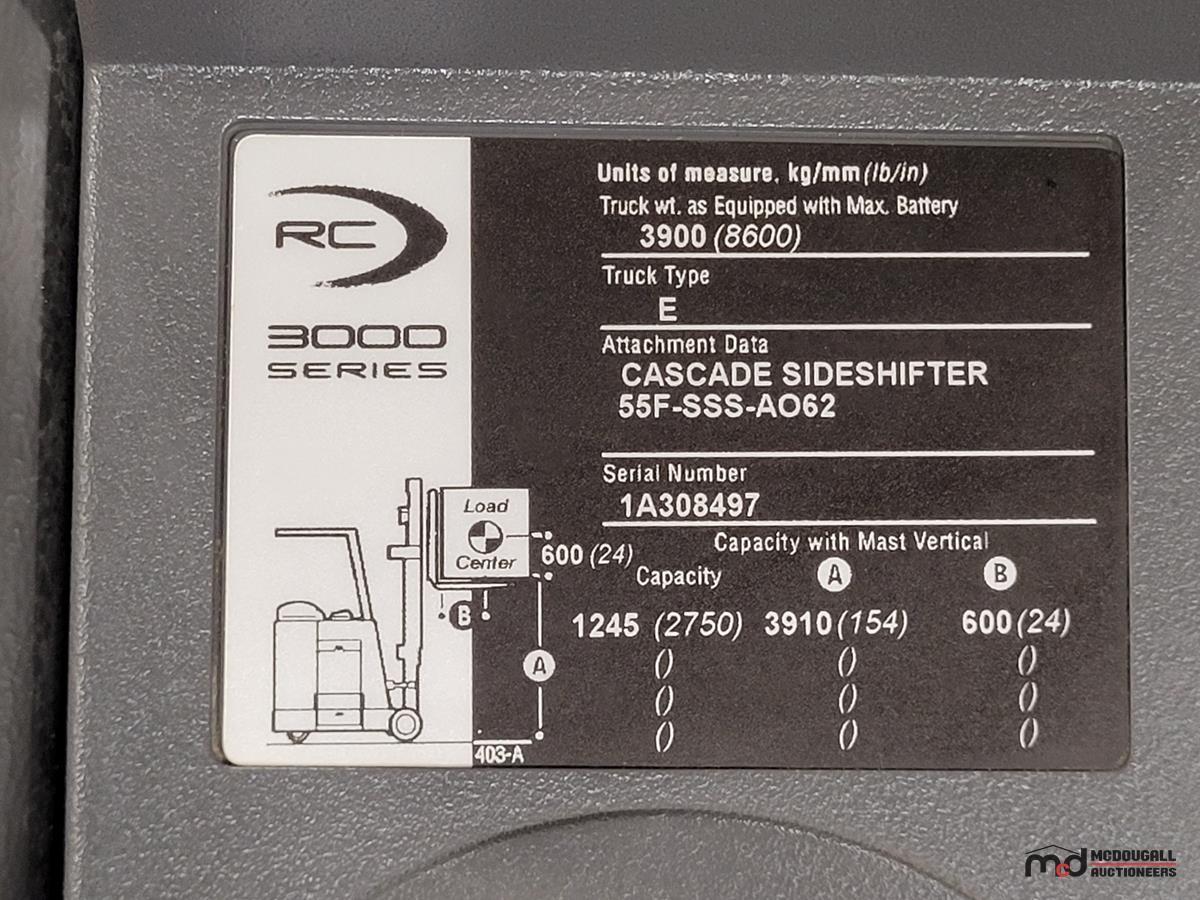 RC
3000
SERIES
Units of measure. kg/mm (lb/in)
Truck wt. as Equipped with Max. Battery
3900 (8600)
Truck Type
E
Attachment Data
CASCADE SIDESHIFTER
55F-SSS-AO62
Serial Number
1A308497
Load
Center
600 (24)
B
A
403-A
Capacity with Mast Vertical
Capacity A B
1245 (2750) 3910 (154) 600 (24)
() () ()
() () ()
() () ()
mcd MCDOUGALL
AUCTIONEERS